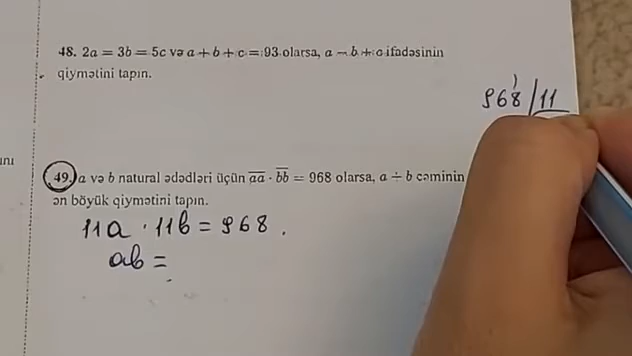 48. 2a = 3b = 5c və a + b + c = 93 olarsa, a − b + c ifadəsinin
qiymətini tapın.
968 / 11
49. a və b natural ədədləri üçün aa · bb = 968 olarsa, a + b cəminin
ən böyük qiymətini tapın.
11a · 11b = 968.
ab =